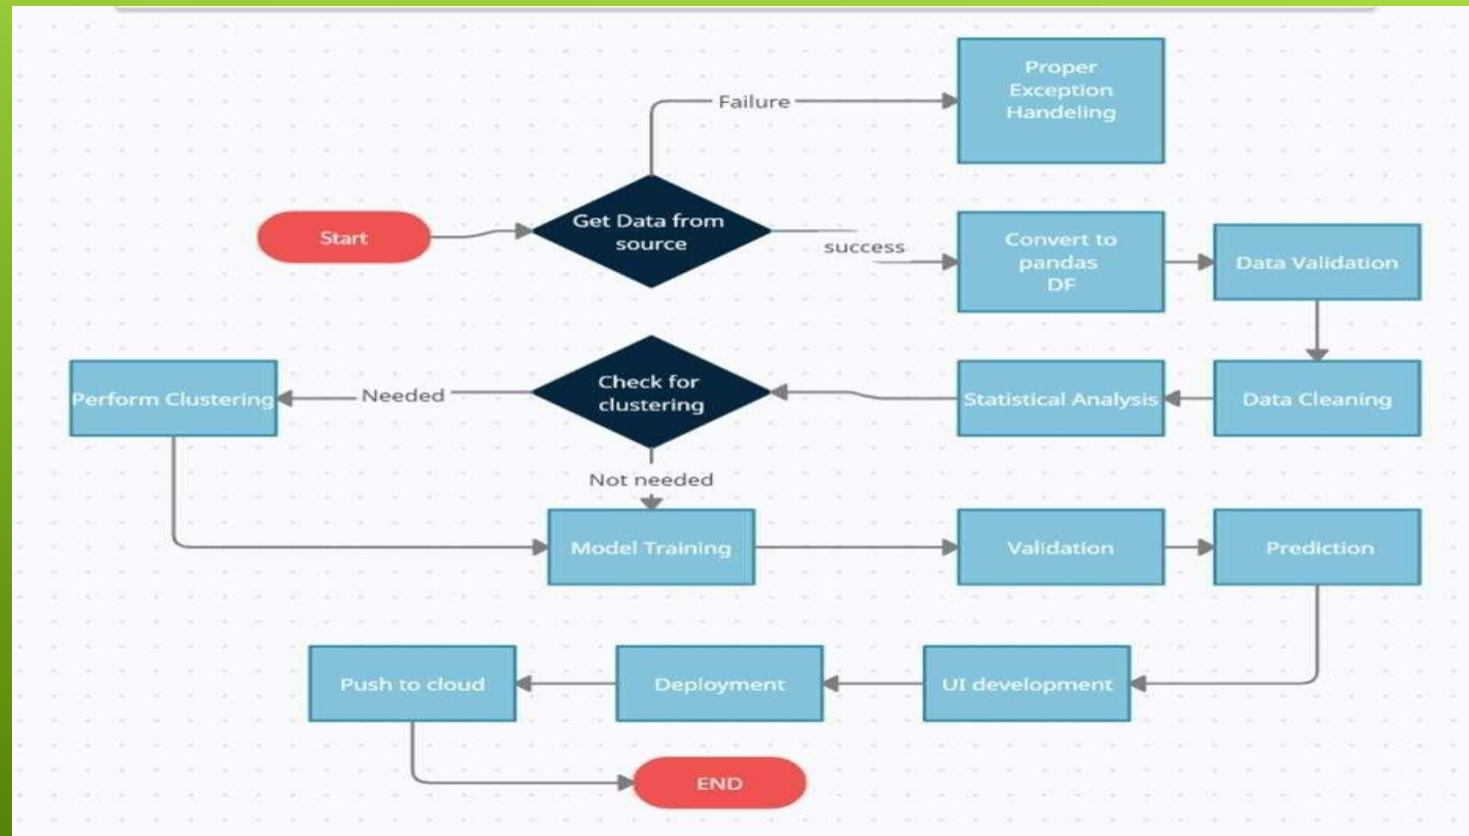 Proper
Exception
Handeling
Failure
Start
Get Data from
source
success
Convert to
pandas
DF
Data Validation
Perform Clustering
Needed
Check for
clustering
Statistical Analysis
Data Cleaning
Not needed
Model Training
Validation
Prediction
Push to cloud
Deployment
UI development
END